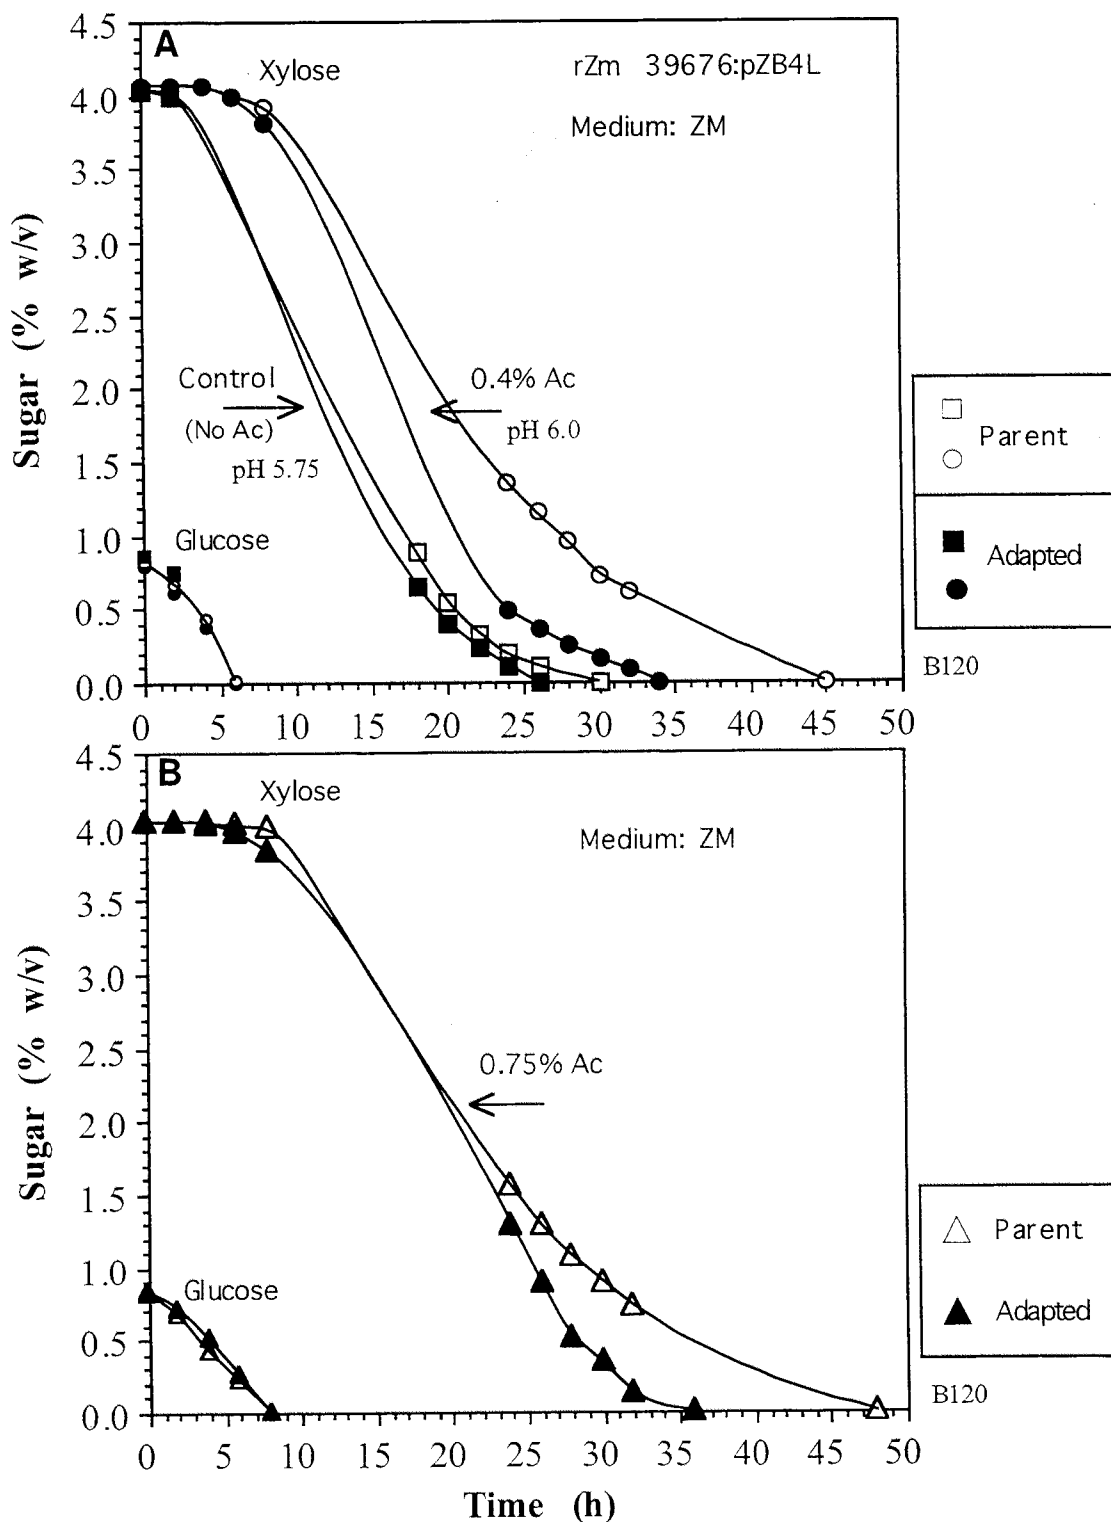 A
Xylose
rZm 39676:pZB4L
Medium: ZM
Control
(No Ac)
pH 5.75
0.4% Ac
pH 6.0
Glucose
Sugar (% w/v)
4.5
4.0
3.5
3.0
2.5
2.0
1.5
1.0
0.5
0.0
0 5 10 15 20 25 30 35 40 45 50
Parent
Adapted
B120
B
Xylose
Medium: ZM
0.75% Ac
Glucose
Sugar (% w/v)
4.5
4.0
3.5
3.0
2.5
2.0
1.5
1.0
0.5
0.0
0 5 10 15 20 25 30 35 40 45 50
Time (h)
Parent
Adapted
B120